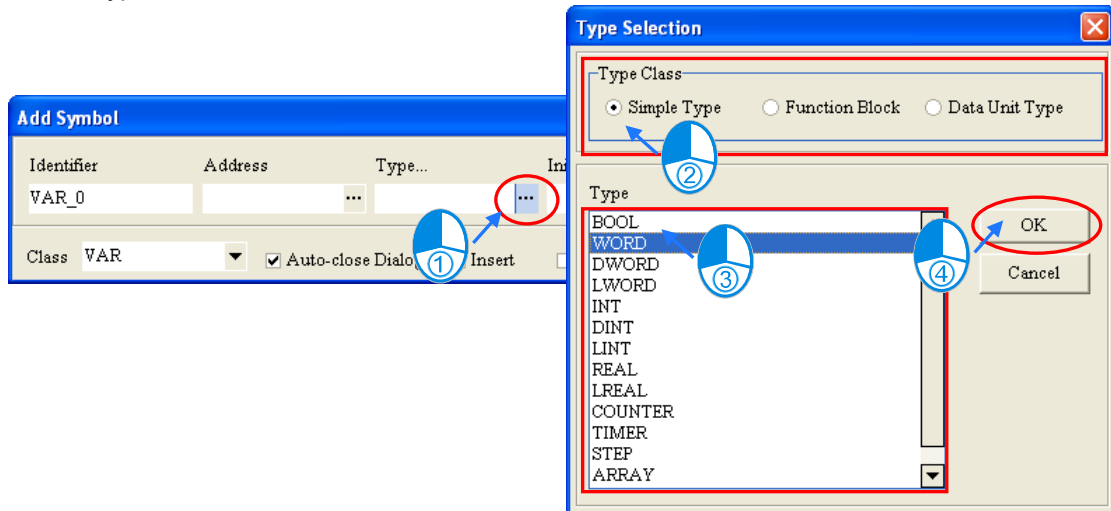 Type Selection
Type Class
Simple Type Function Block Data Unit Type
②
Type
BOOL
WORD
DWORD
LWORD
INT
DINT
LINT
REAL
LREAL
COUNTER
TIMER
STEP
ARRAY
③
OK
④
Cancel
Add Symbol
Identifier Address Type...
VAR_0 ... ...
①
Class VAR Auto-close Insert